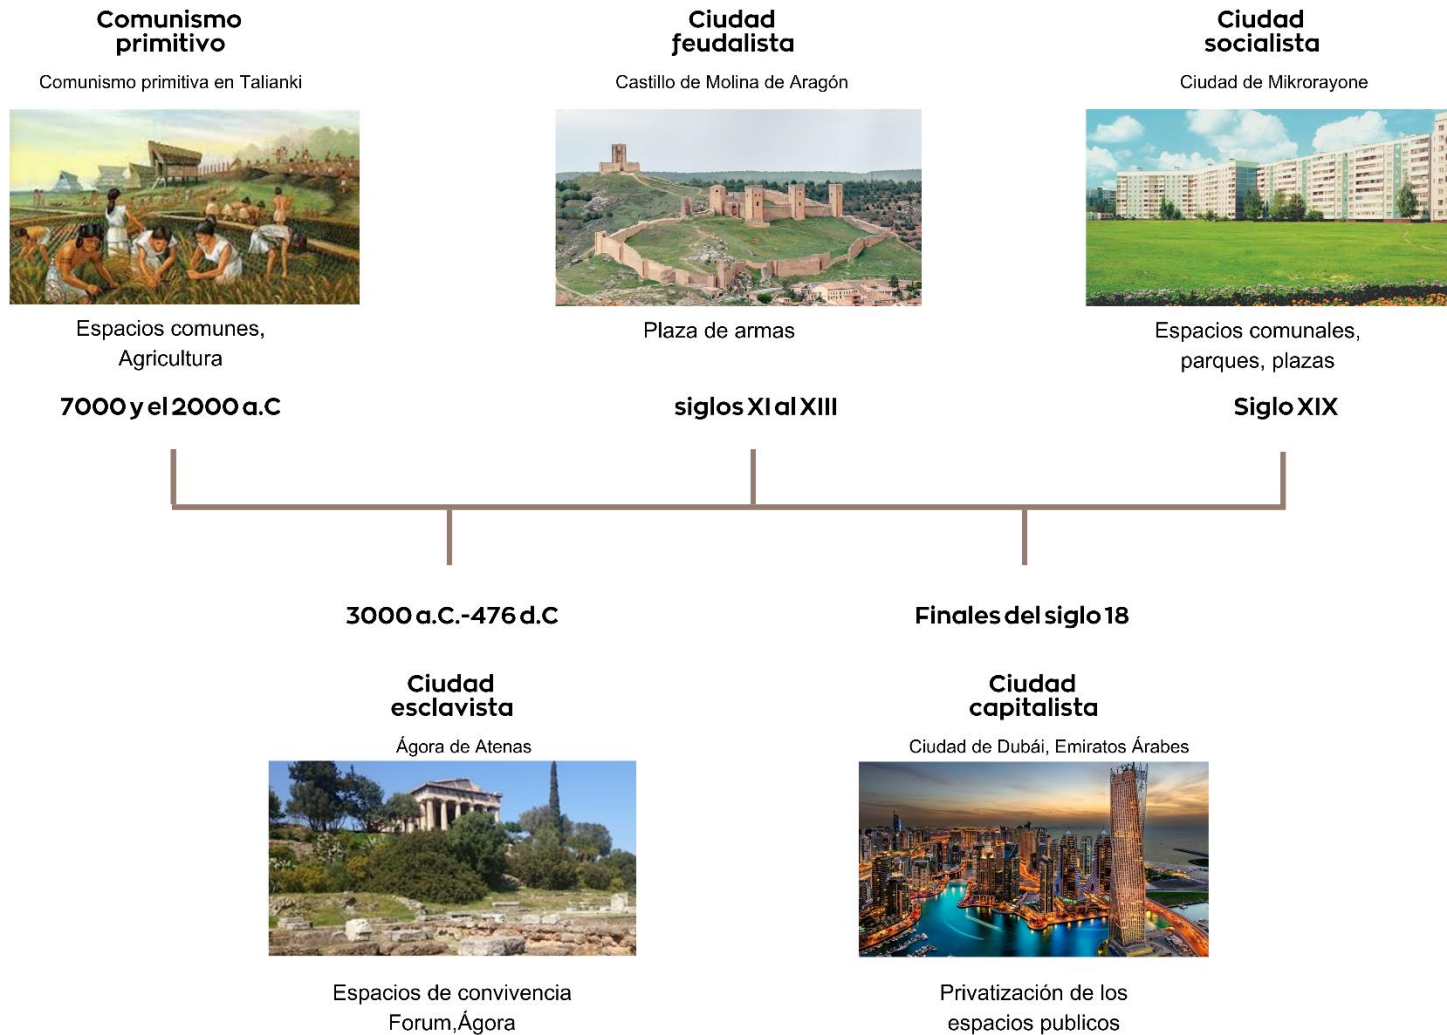 Comunismo
primitivo
Comunismo primitiva en Talianki
Espacios comunes,
Agricultura
7000 y el 2000 a.C
Ciudad
feudalista
Castillo de Molina de Aragón
Plaza de armas
siglos XI al XIII
Ciudad
socialista
Ciudad de Mikrorayone
Espacios comunales,
parques, plazas
Siglo XIX
3000 a.C.-476 d.C
Ciudad
esclavista
Ágora de Atenas
Espacios de convivencia
Forum,Ágora
Finales del siglo 18
Ciudad
capitalista
Ciudad de Dubái, Emiratos Árabes
Privatización de los
espacios publicos